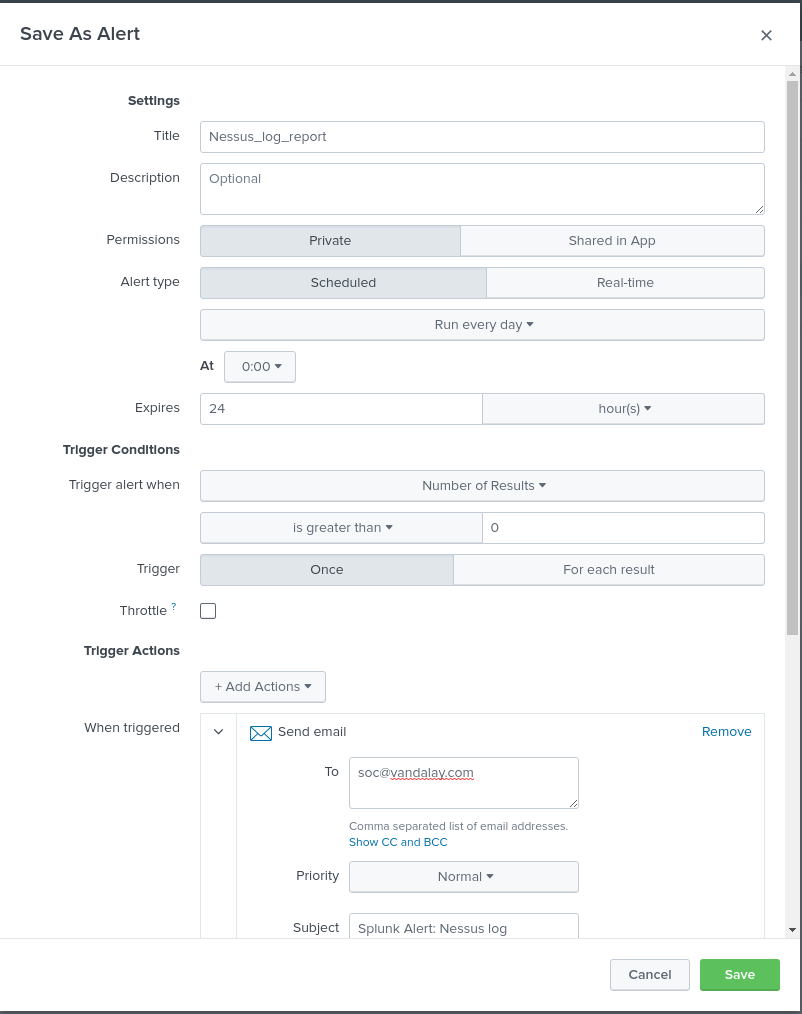 Save As Alert
Settings
Title Nessus_log_report
Description Optional
Permissions Private Shared in App
Alert type Scheduled Real-time
Run every day
At 0:00
Expires 24 hour(s)
Trigger Conditions
Trigger alert when Number of Results
is greater than 0
Trigger Once For each result
Throttle ?
Trigger Actions
+ Add Actions
When triggered Send email Remove
To soc@vandalay.com
Comma separated list of email addresses.
Show CC and BCC
Priority Normal
Subject Splunk Alert: Nessus log
Cancel Save